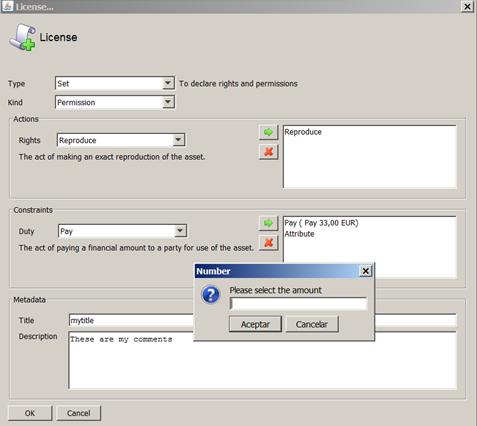 License...
License
Type Set To declare rights and permissions
Kind Permission
Actions
Rights Reproduce
The act of making an exact reproduction of the asset.
Reproduce
Constraints
Duty Pay
The act of paying a financial amount to a party for use of the asset.
Pay ( Pay 33,00 EUR)
Attribute
Number
Please select the amount
Aceptar Cancelar
Metadata
Title mytitle
Description These are my comments
OK Cancel